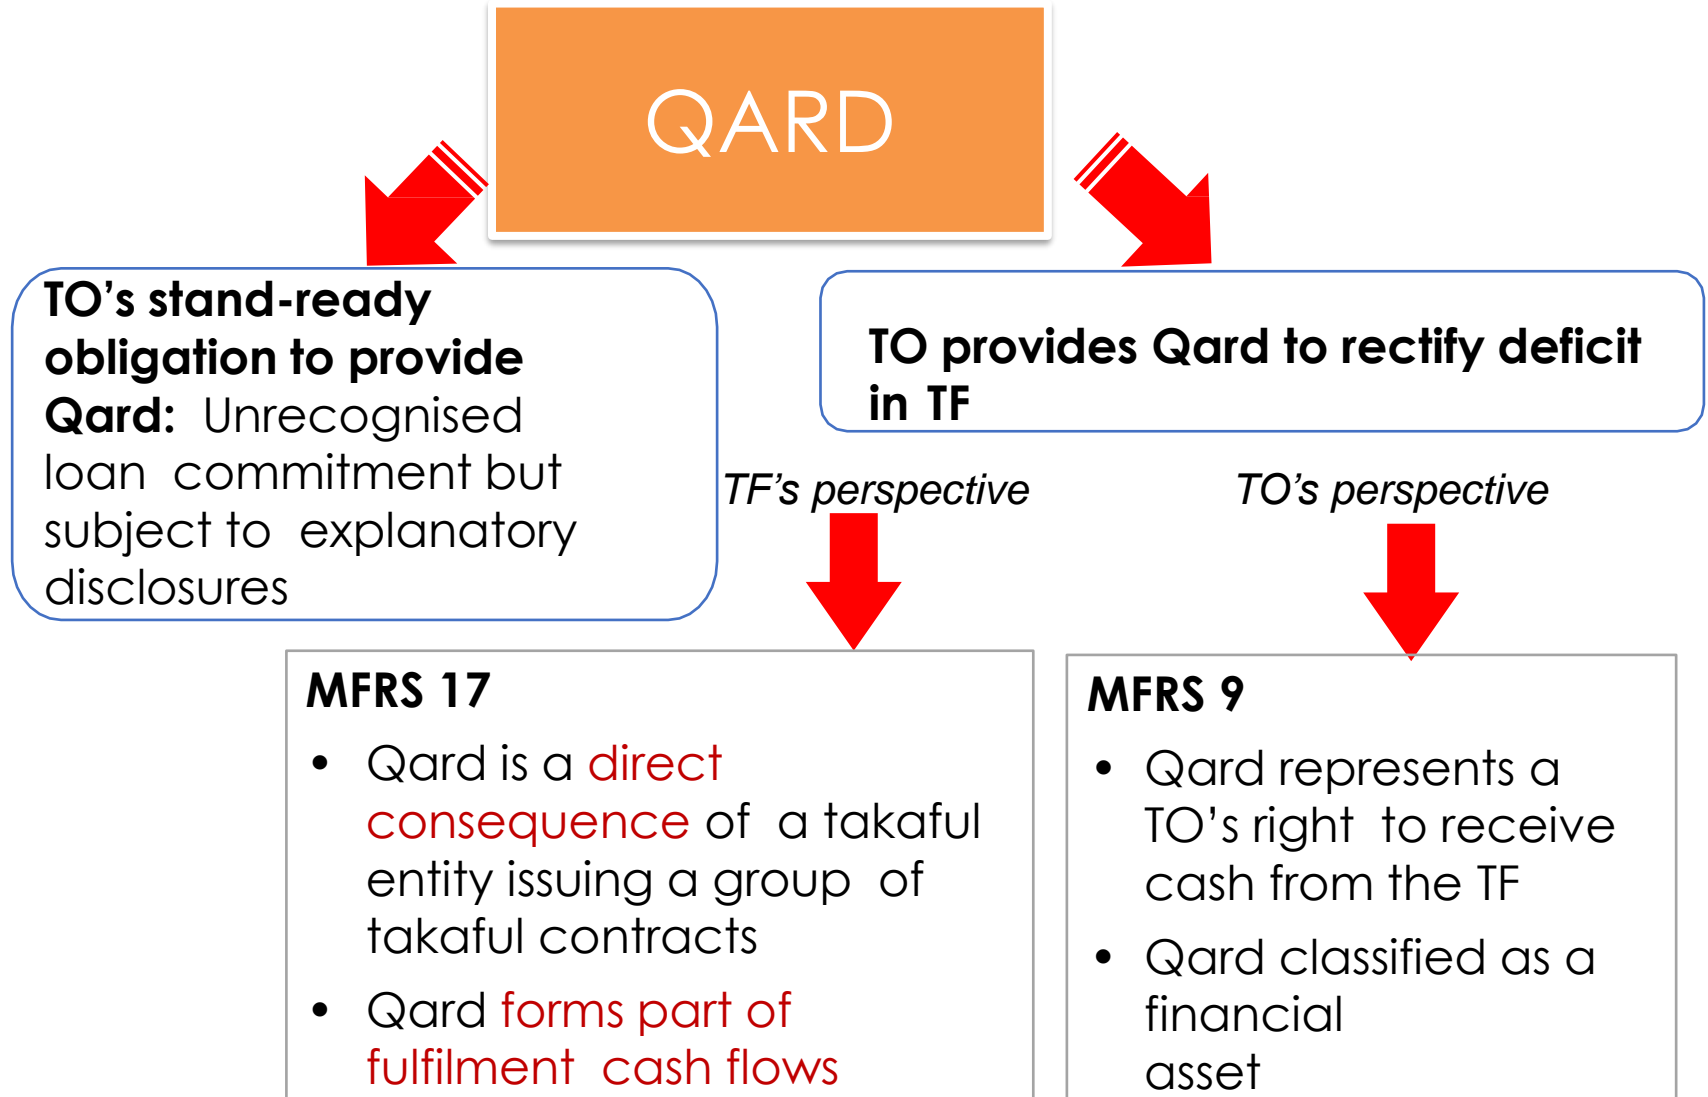 QARD
TO’s stand-ready
obligation to provide
Qard: Unrecognised
loan commitment but
subject to explanatory
disclosures
TO provides Qard to rectify deficit
in TF
TF’s perspective
TO’s perspective
MFRS 17
• Qard is a direct
consequence of a takaful
entity issuing a group of
takaful contracts
• Qard forms part of
fulfilment cash flows
MFRS 9
• Qard represents a
TO’s right to receive
cash from the TF
• Qard classified as a
financial
asset